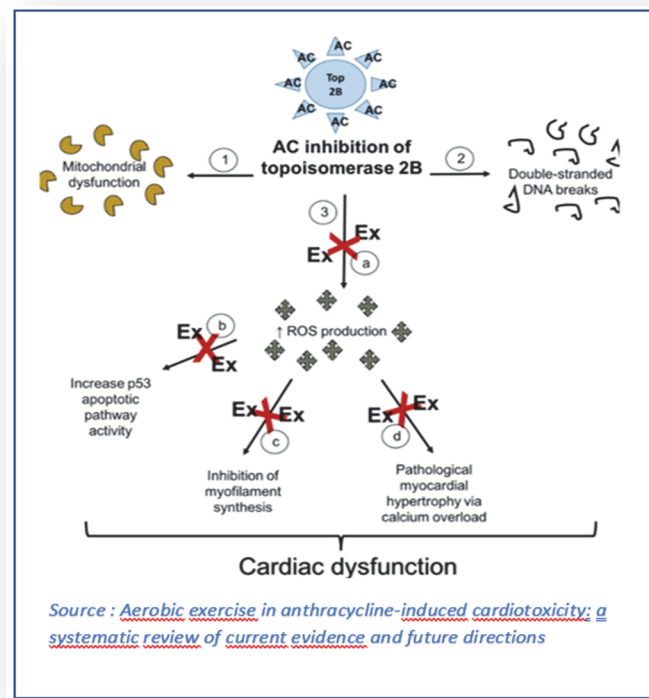 AC
AC
AC
AC
AC
AC
AC
AC
Top
2B
AC inhibition of
topoisomerase 2B
1
Mitochondrial
dysfunction
2
Double-stranded
DNA breaks
3
Ex
Ex
a
↑ ROS production
Ex
b
Ex
Increase p53
apoptotic
pathway
activity
Ex
Ex
c
Inhibition of
myofilament
synthesis
Ex
Ex
d
Pathological
myocardial
hypertrophy via
calcium overload
Cardiac dysfunction
Source : Aerobic exercise in anthracycline-induced cardiotoxicity: a
systematic review of current evidence and future directions